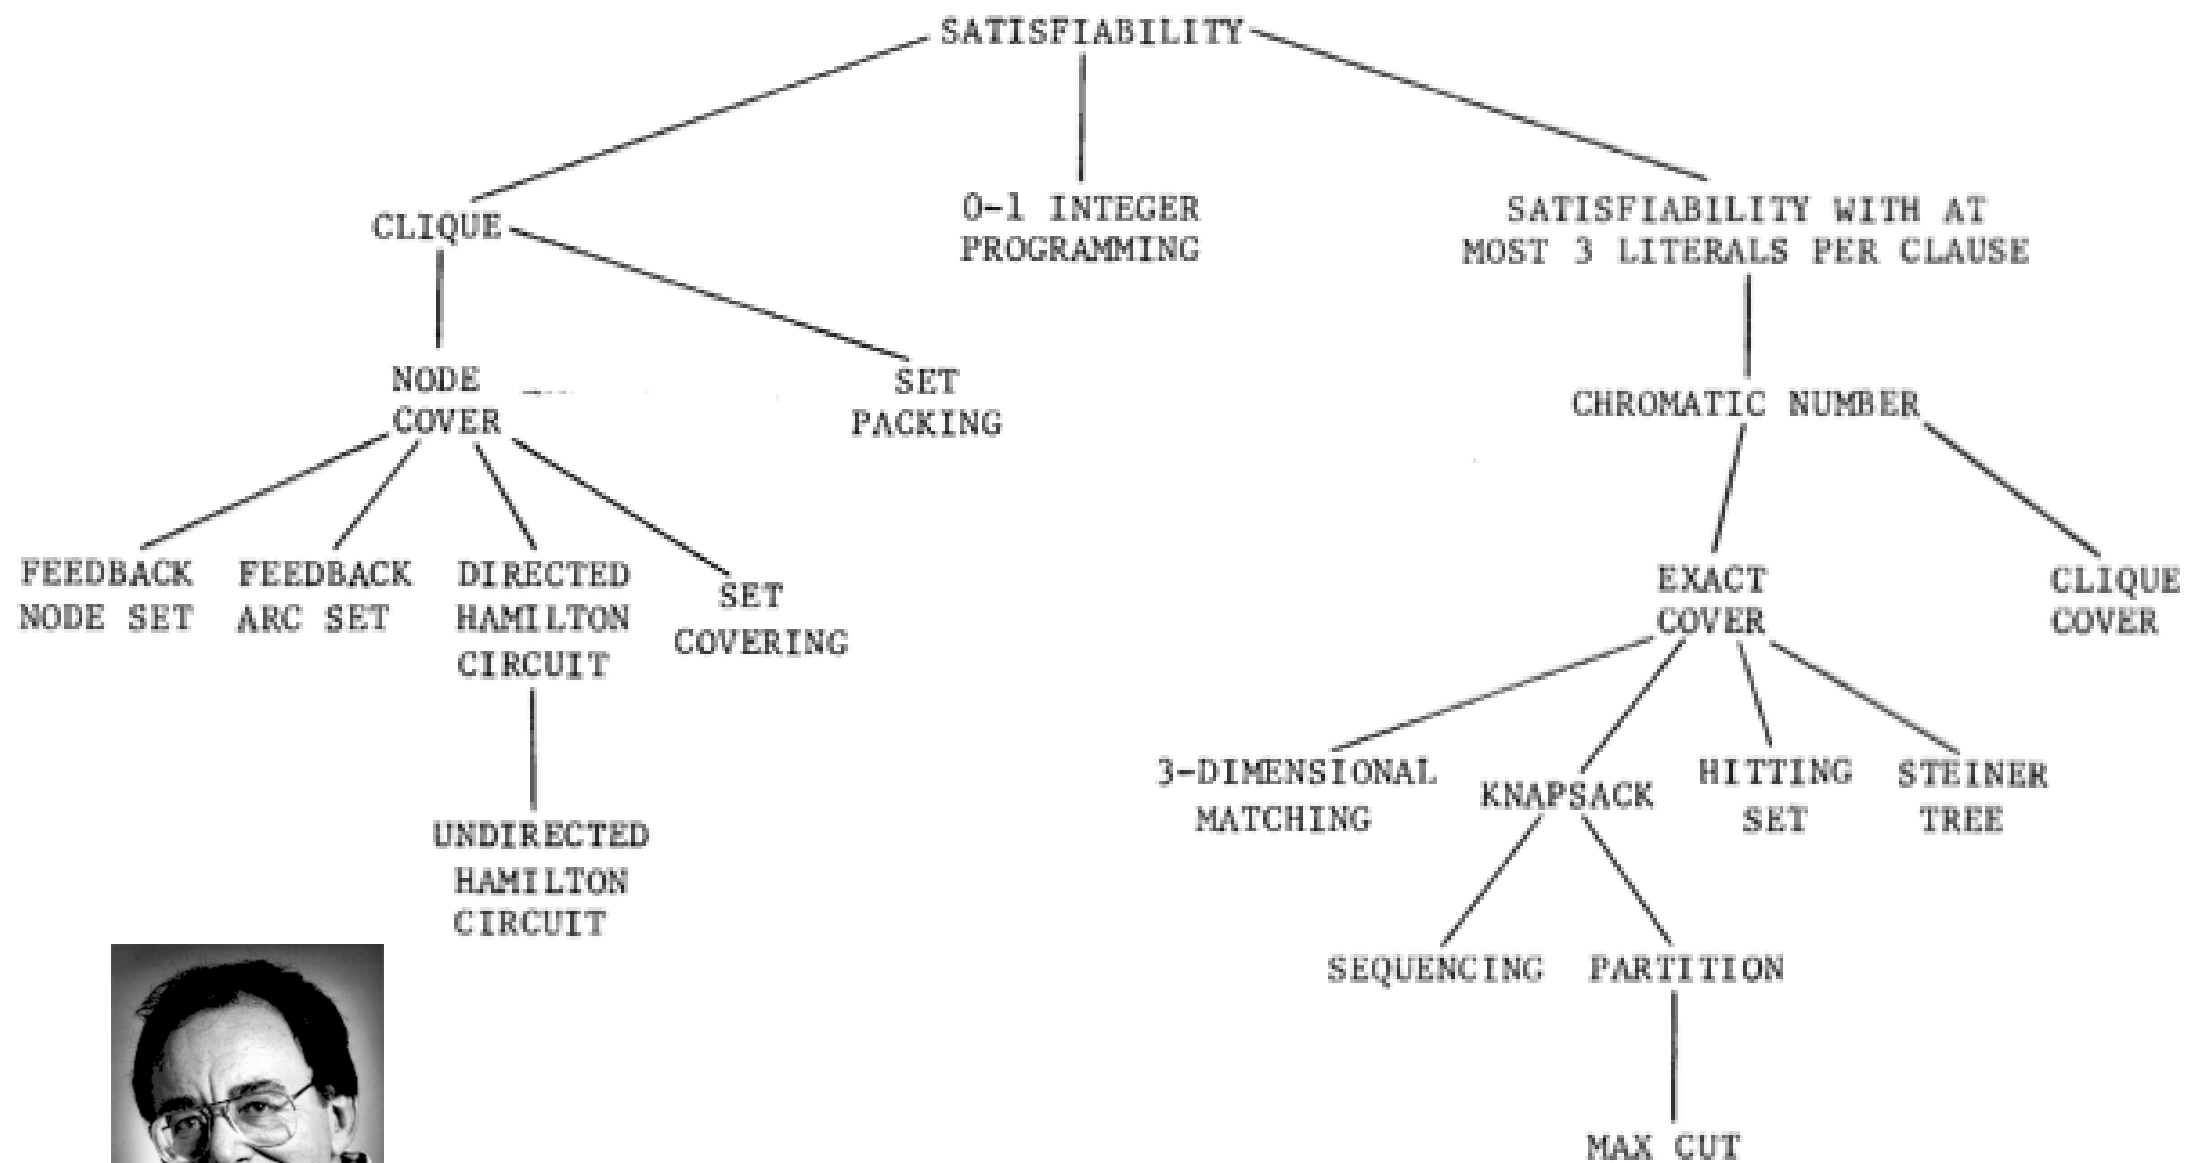 SATISFIABILITY
CLIQUE
0-1 INTEGER
PROGRAMMING
SATISFIABILITY WITH AT
MOST 3 LITERALS PER CLAUSE
NODE
COVER
SET
PACKING
CHROMATIC NUMBER
FEEDBACK
NODE SET
FEEDBACK
ARC SET
DIRECTED
HAMILTON
CIRCUIT
SET
COVERING
EXACT
COVER
CLIQUE
COVER
UNDIRECTED
HAMILTON
CIRCUIT
3-DIMENSIONAL
MATCHING
KNAPSACK
HITTING
SET
STEINER
TREE
SEQUENCING
PARTITION
MAX CUT